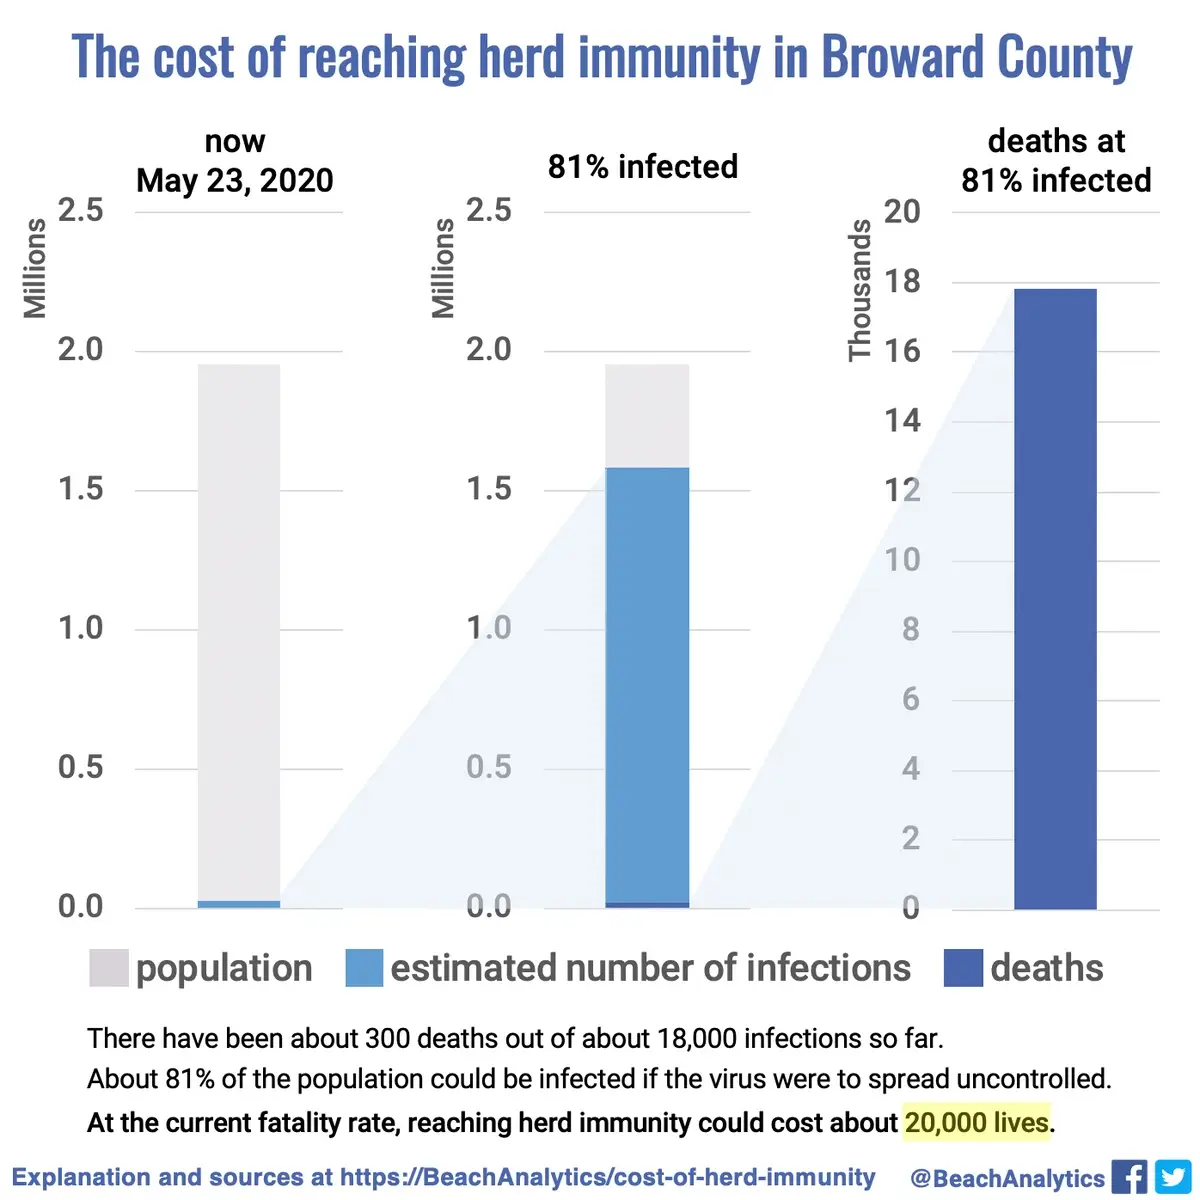 The cost of reaching herd immunity in Broward County
now
May 23, 2020
81% infected
deaths at
81% infected
Millions
2.5
2.0
1.5
1.0
0.5
0.0
Millions
2.5
2.0
1.5
1.0
0.5
0.0
Thousands
20
18
16
14
12
10
8
6
4
2
0
population
estimated number of infections
deaths
There have been about 300 deaths out of about 18,000 infections so far.
About 81% of the population could be infected if the virus were to spread uncontrolled.
At the current fatality rate, reaching herd immunity could cost about 20,000 lives.
Explanation and sources at https://BeachAnalytics/cost-of-herd-immunity
@BeachAnalytics